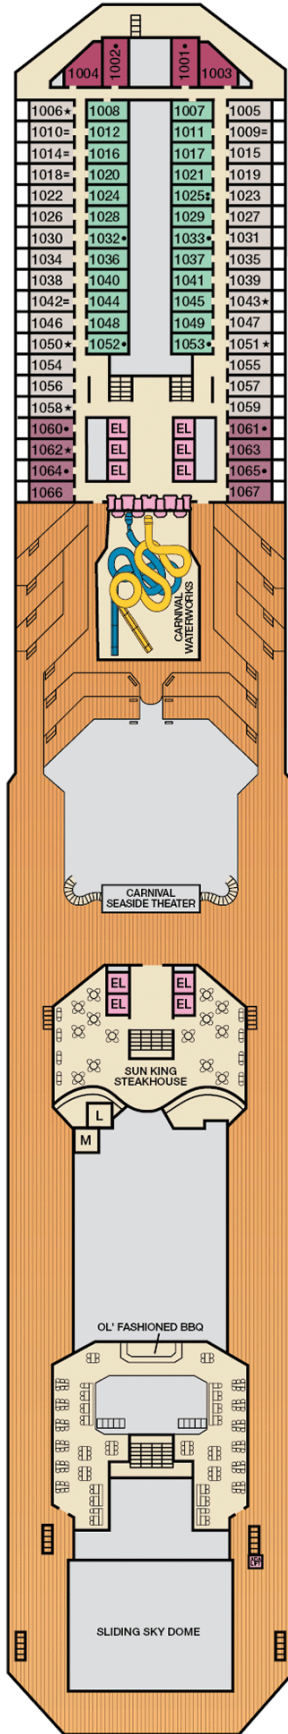 1004 1002• 1001• 1003
1006★ 1008 1007 1005
1010= 1012 1011 1009=
1014= 1016 1017 1015
1018= 1020 1021 1019
1022 1024 1025‡ 1023
1026 1028 1029 1027
1030 1032• 1033• 1031
1034 1036 1037 1035
1038 1040 1041 1039
1042= 1044 1045 1043★
1046 1048 1049 1047
1050★ 1052• 1053• 1051★
1054 1055
1056 1057
1058★ 1059
1060• EL EL 1061•
1062★ EL EL 1063
1064• EL EL 1065•
1066 1067
CARNIVAL
WATERWORKS
CARNIVAL
SEASIDE THEATER
EL EL
EL EL
SUN KING
STEAKHOUSE
L
M
OL' FASHIONED BBQ
SLIDING SKY DOME